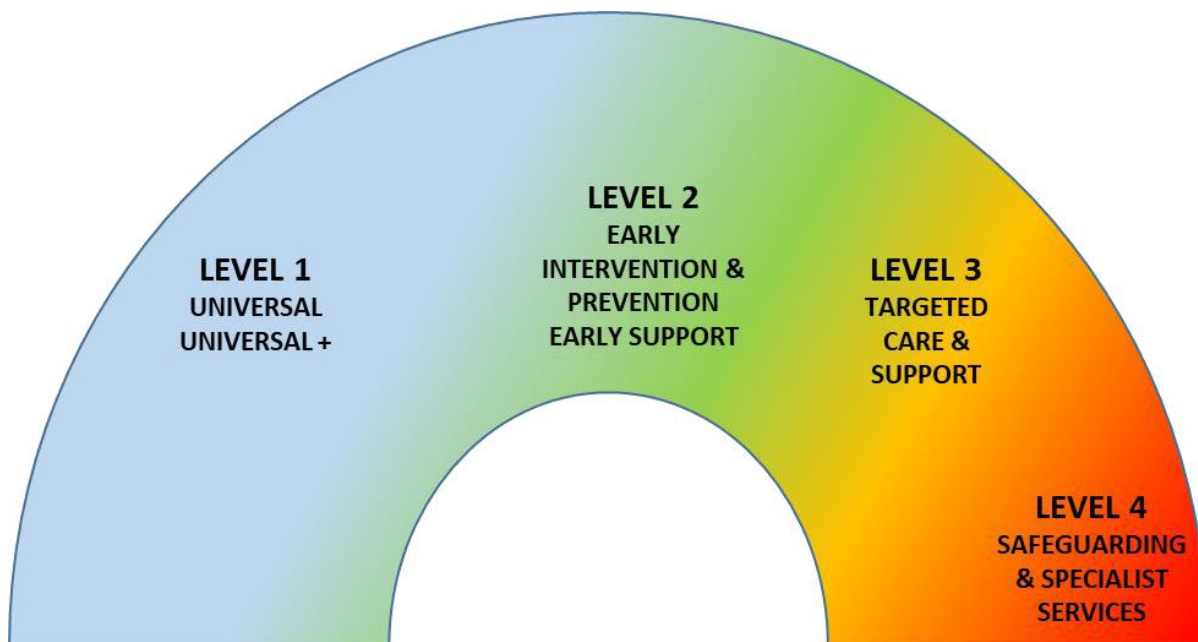 LEVEL 1
UNIVERSAL
UNIVERSAL +
LEVEL 2
EARLY
INTERVENTION &
PREVENTION
EARLY SUPPORT
LEVEL 3
TARGETED
CARE &
SUPPORT
LEVEL 4
SAFEGUARDING
& SPECIALIST
SERVICES